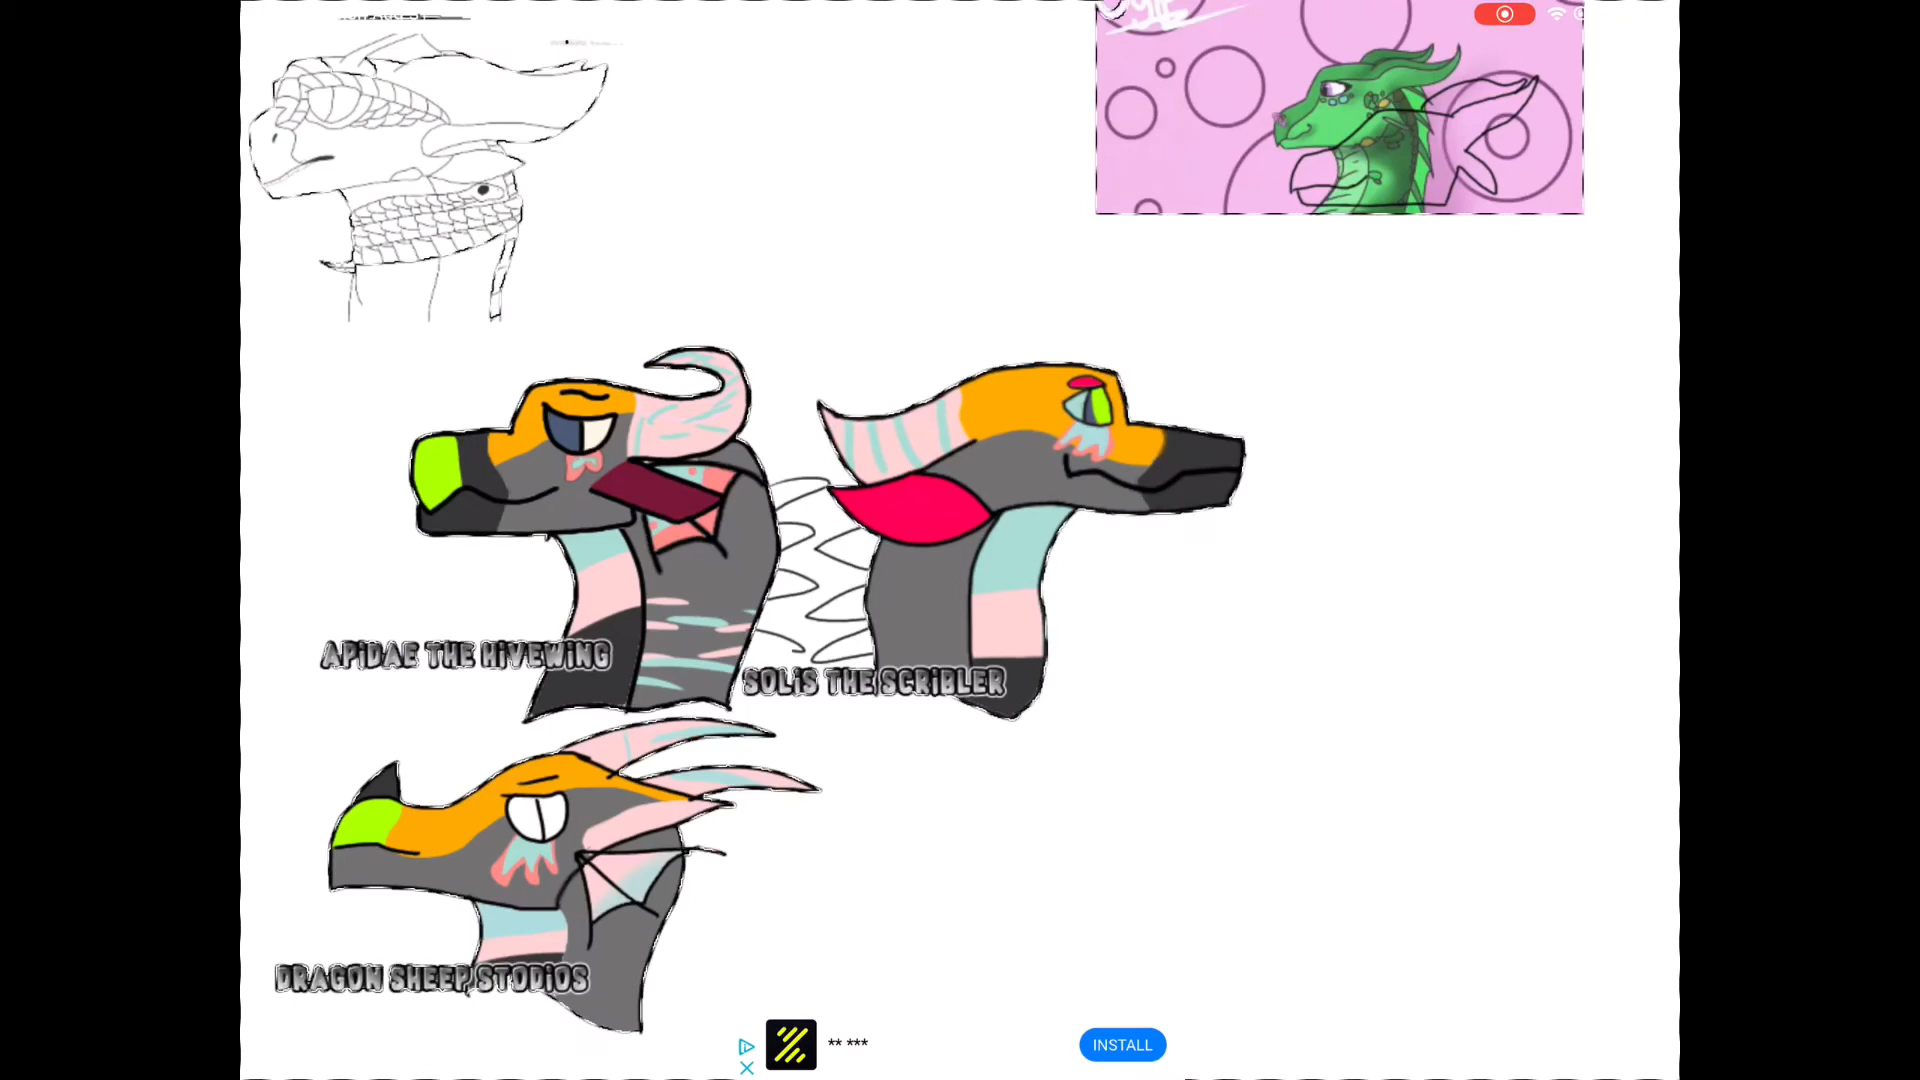 APIDAE THE HIVEWING
SOLIS THE SCRIBLER
DRAGON SHEEP STUDIOS
** ***
INSTALL